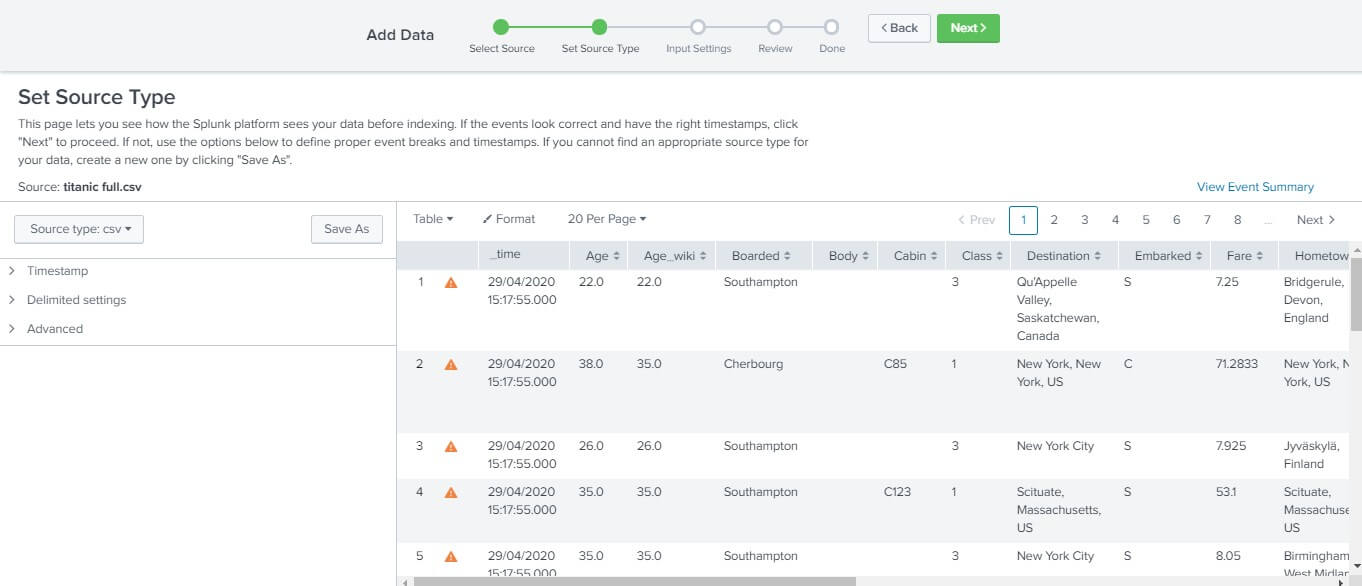 Add Data
Select Source
Set Source Type
Input Settings
Review
Done
< Back
Next >
Set Source Type
This page lets you see how the Splunk platform sees your data before indexing. If the events look correct and have the right timestamps, click
"Next" to proceed. If not, use the options below to define proper event breaks and timestamps. If you cannot find an appropriate source type for
your data, create a new one by clicking "Save As".
Source: titanic full.csv
View Event Summary
Source type: csv
Save As
Timestamp
Delimited settings
Advanced
Table Format 20 Per Page < Prev 1 2 3 4 5 6 7 8 ... Next >
_time Age Age_wiki Boarded Body Cabin Class Destination Embarked Fare Hometow
1 29/04/2020 22.0 22.0 Southampton 3 Qu'Appelle S 7.25 Bridgerule,
15:17:55.000 Valley, Devon,
Saskatchewan, England
Canada
2 29/04/2020 38.0 35.0 Cherbourg C85 1 New York, New C 71.2833 New York, N
15:17:55.000 York, US York, US
3 29/04/2020 26.0 26.0 Southampton 3 New York City S 7.925 Jyväskylä,
15:17:55.000 Finland
4 29/04/2020 35.0 35.0 Southampton C123 1 Scituate, S 53.1 Scituate,
15:17:55.000 Massachusetts, Massachuse
US US
5 29/04/2020 35.0 35.0 Southampton 3 New York City S 8.05 Birmingham
15:17:55.000 West Midlar